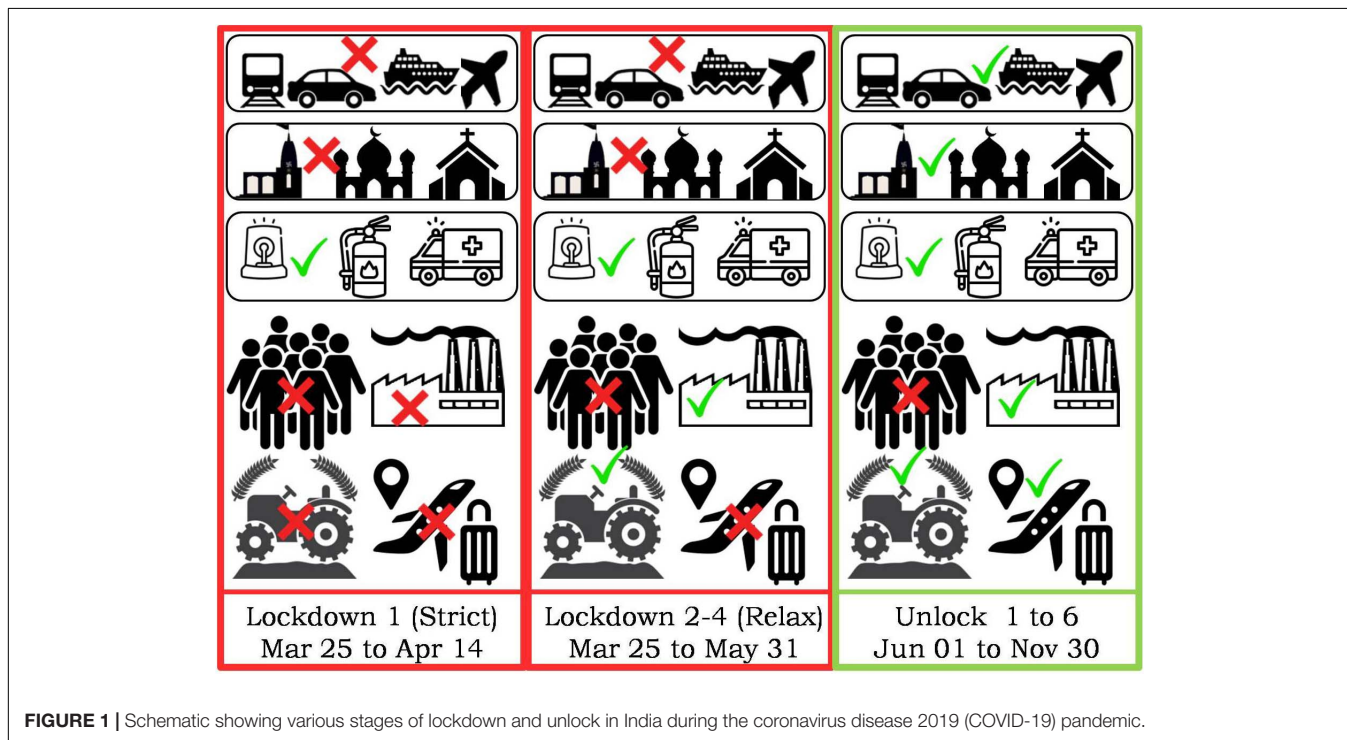 Lockdown 1 (Strict)
Mar 25 to Apr 14
Lockdown 2-4 (Relax)
Mar 25 to May 31
Unlock 1 to 6
Jun 01 to Nov 30
FIGURE 1 | Schematic showing various stages of lockdown and unlock in India during the coronavirus disease 2019 (COVID-19) pandemic.